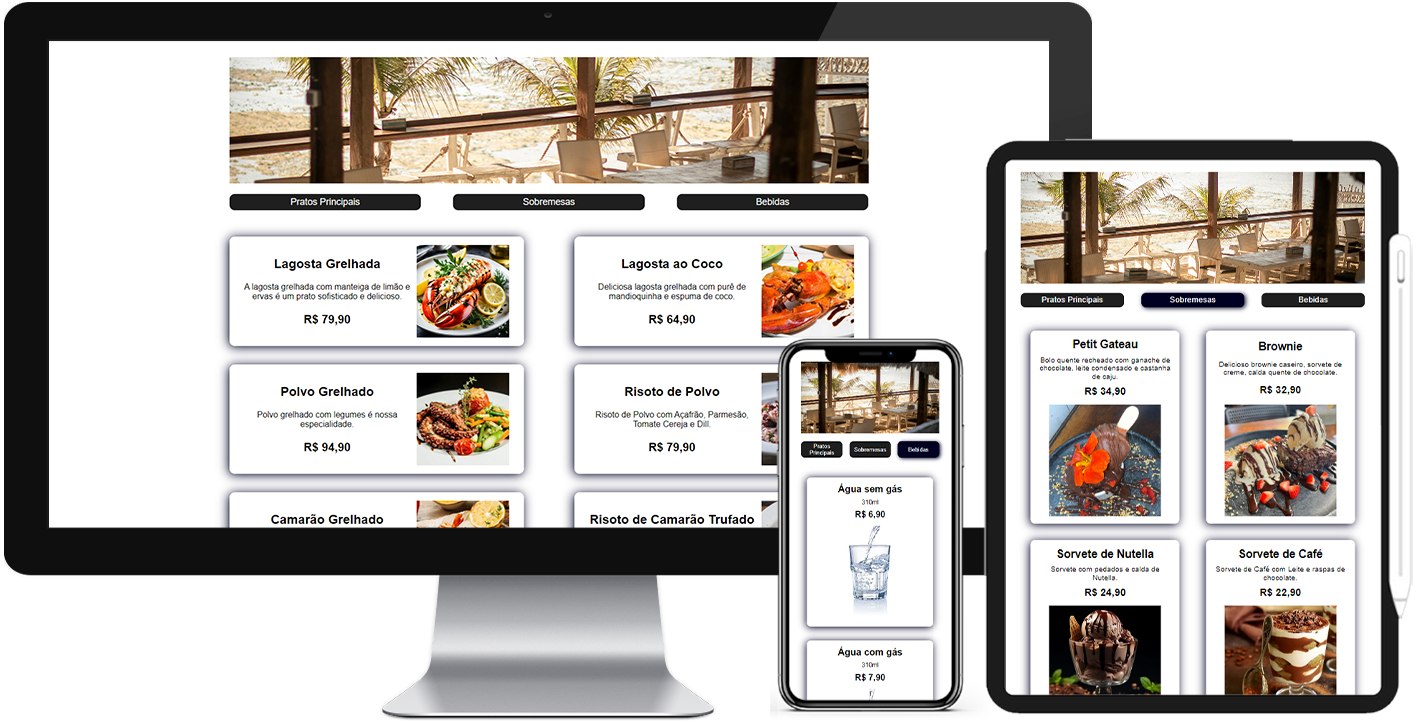 Pratos Principais
Sobremesas
Bebidas
Lagosta Grelhada
A lagosta grelhada com manteiga de limão e
ervas é um prato sofisticado e delicioso.
R$ 79,90
Lagosta ao Coco
Deliciosa lagosta grelhada com purê de
mandioquinha e espuma de coco.
R$ 64,90
Polvo Grelhado
Polvo grelhado com legumes é nossa
especialidade.
R$ 94,90
Risoto de Polvo
Risoto de Polvo com Açafrão, Parmesão,
Tomate Cereja e Dill.
R$ 79,90
Camarão Grelhado
Risoto de Camarão Trufado
Pratos
Principais
Sobremesas
Bebidas
Água sem gás
310ml
R$ 6,90
Água com gás
310ml
R$ 7,90
Pratos Principais
Sobremesas
Bebidas
Petit Gateau
Bolo quente recheado com ganache de
chocolate, leite condensado e castanha
de caju.
R$ 34,90
Brownie
Delicioso brownie caseiro, sorvete de
creme, calda quente de chocolate.
R$ 32,90
Sorvete de Nutella
Sorvete com pedados e calda de
Nutella.
R$ 24,90
Sorvete de Café
Sorvete de Café com Leite e raspas de
chocolate.
R$ 22,90